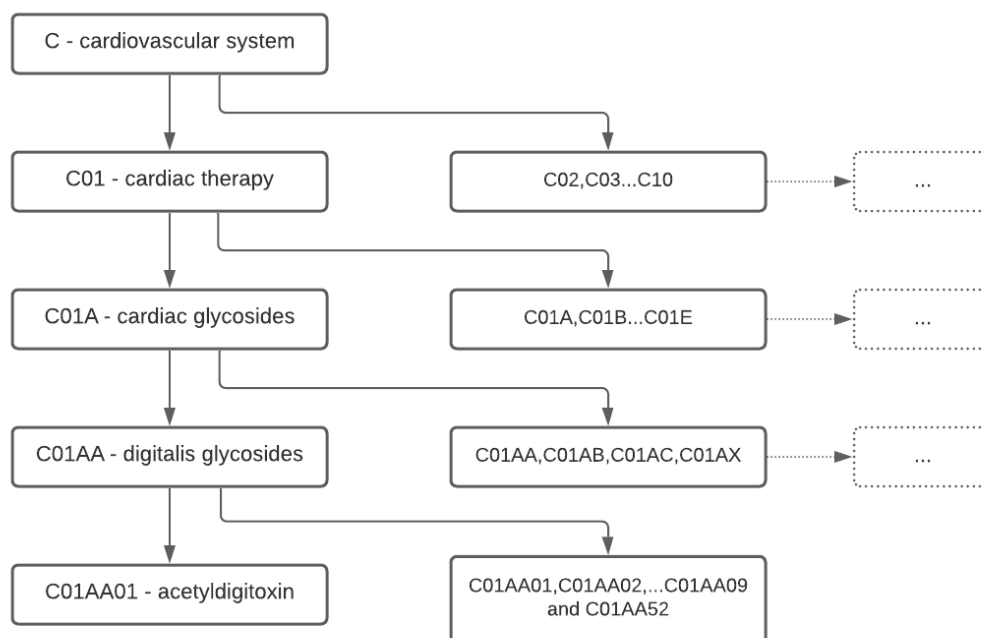 C - cardiovascular system
C01 - cardiac therapy
C02,C03...C10
...
C01A - cardiac glycosides
C01A,C01B...C01E
...
C01AA - digitalis glycosides
C01AA,C01AB,C01AC,C01AX
...
C01AA01 - acetyldigitoxin
C01AA01,C01AA02,...C01AA09
and C01AA52